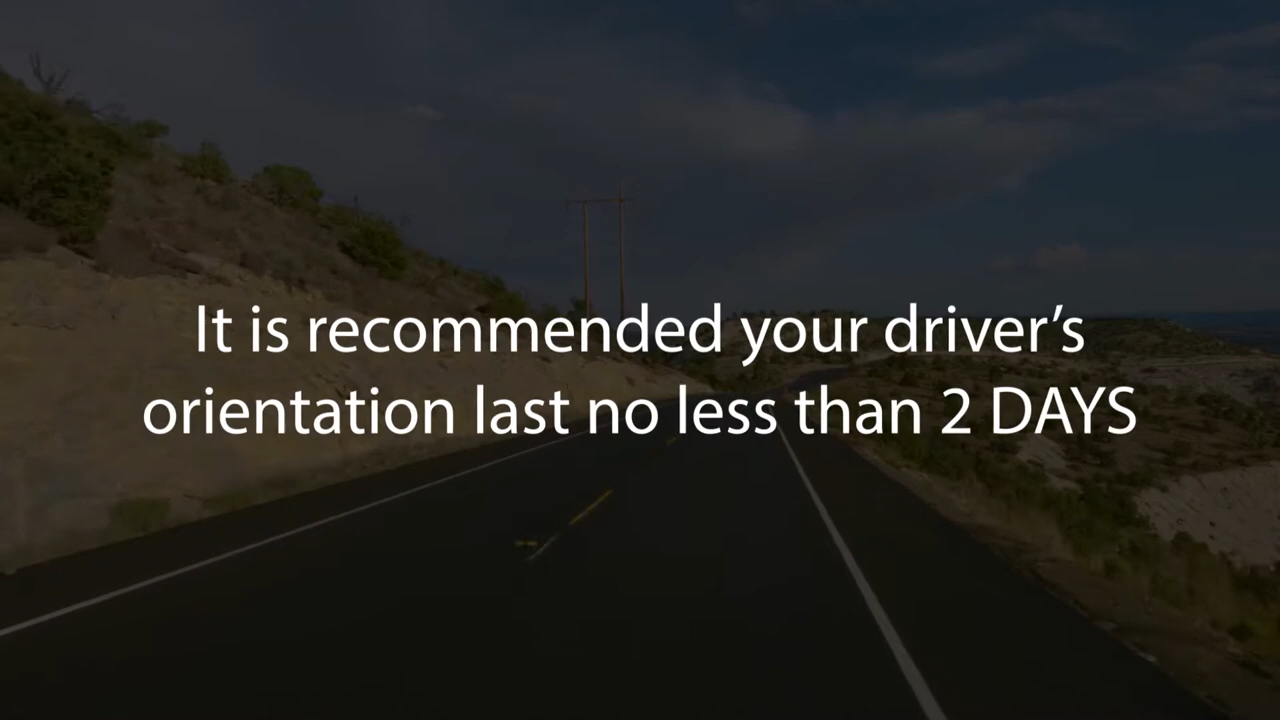 It is recommended your driver’s
orientation last no less than 2 DAYS